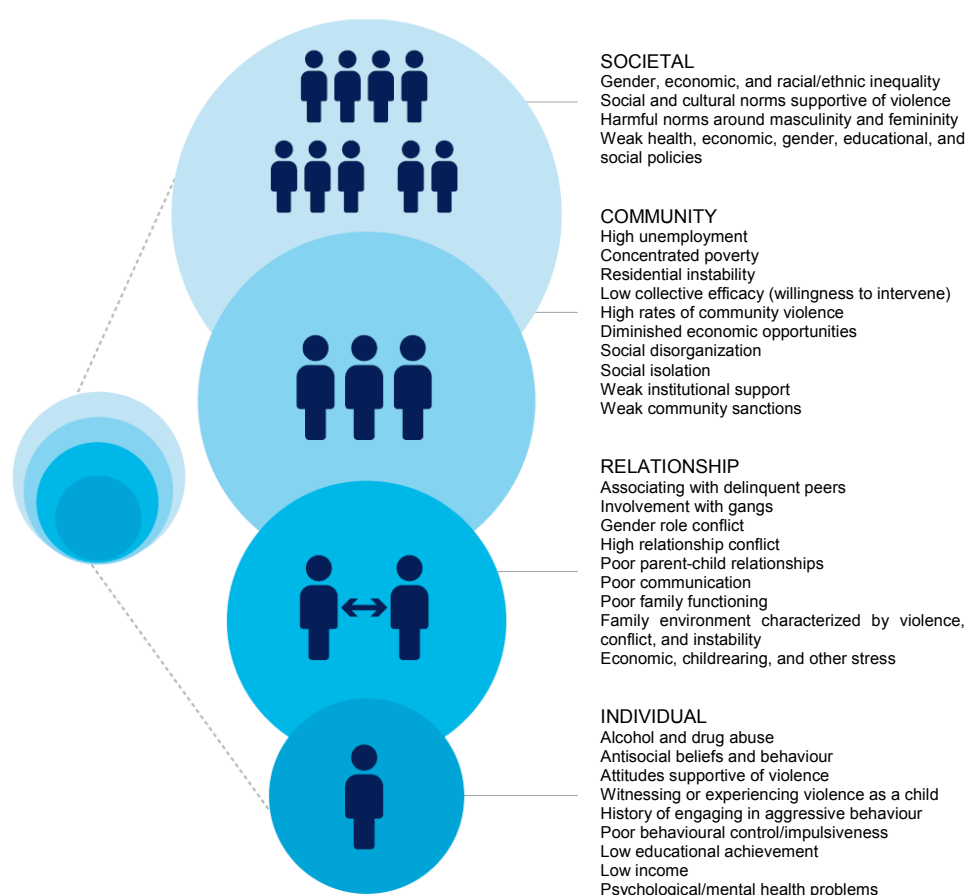 SOCIETAL
Gender, economic, and racial/ethnic inequality
Social and cultural norms supportive of violence
Harmful norms around masculinity and femininity
Weak health, economic, gender, educational, and
social policies
COMMUNITY
High unemployment
Concentrated poverty
Residential instability
Low collective efficacy (willingness to intervene)
High rates of community violence
Diminished economic opportunities
Social disorganization
Social isolation
Weak institutional support
Weak community sanctions
RELATIONSHIP
Associating with delinquent peers
Involvement with gangs
Gender role conflict
High relationship conflict
Poor parent-child relationships
Poor communication
Poor family functioning
Family environment characterized by violence,
conflict, and instability
Economic, childrearing, and other stress
INDIVIDUAL
Alcohol and drug abuse
Antisocial beliefs and behaviour
Attitudes supportive of violence
Witnessing or experiencing violence as a child
History of engaging in aggressive behaviour
Poor behavioural control/impulsiveness
Low educational achievement
Low income
Psychological/mental health problems